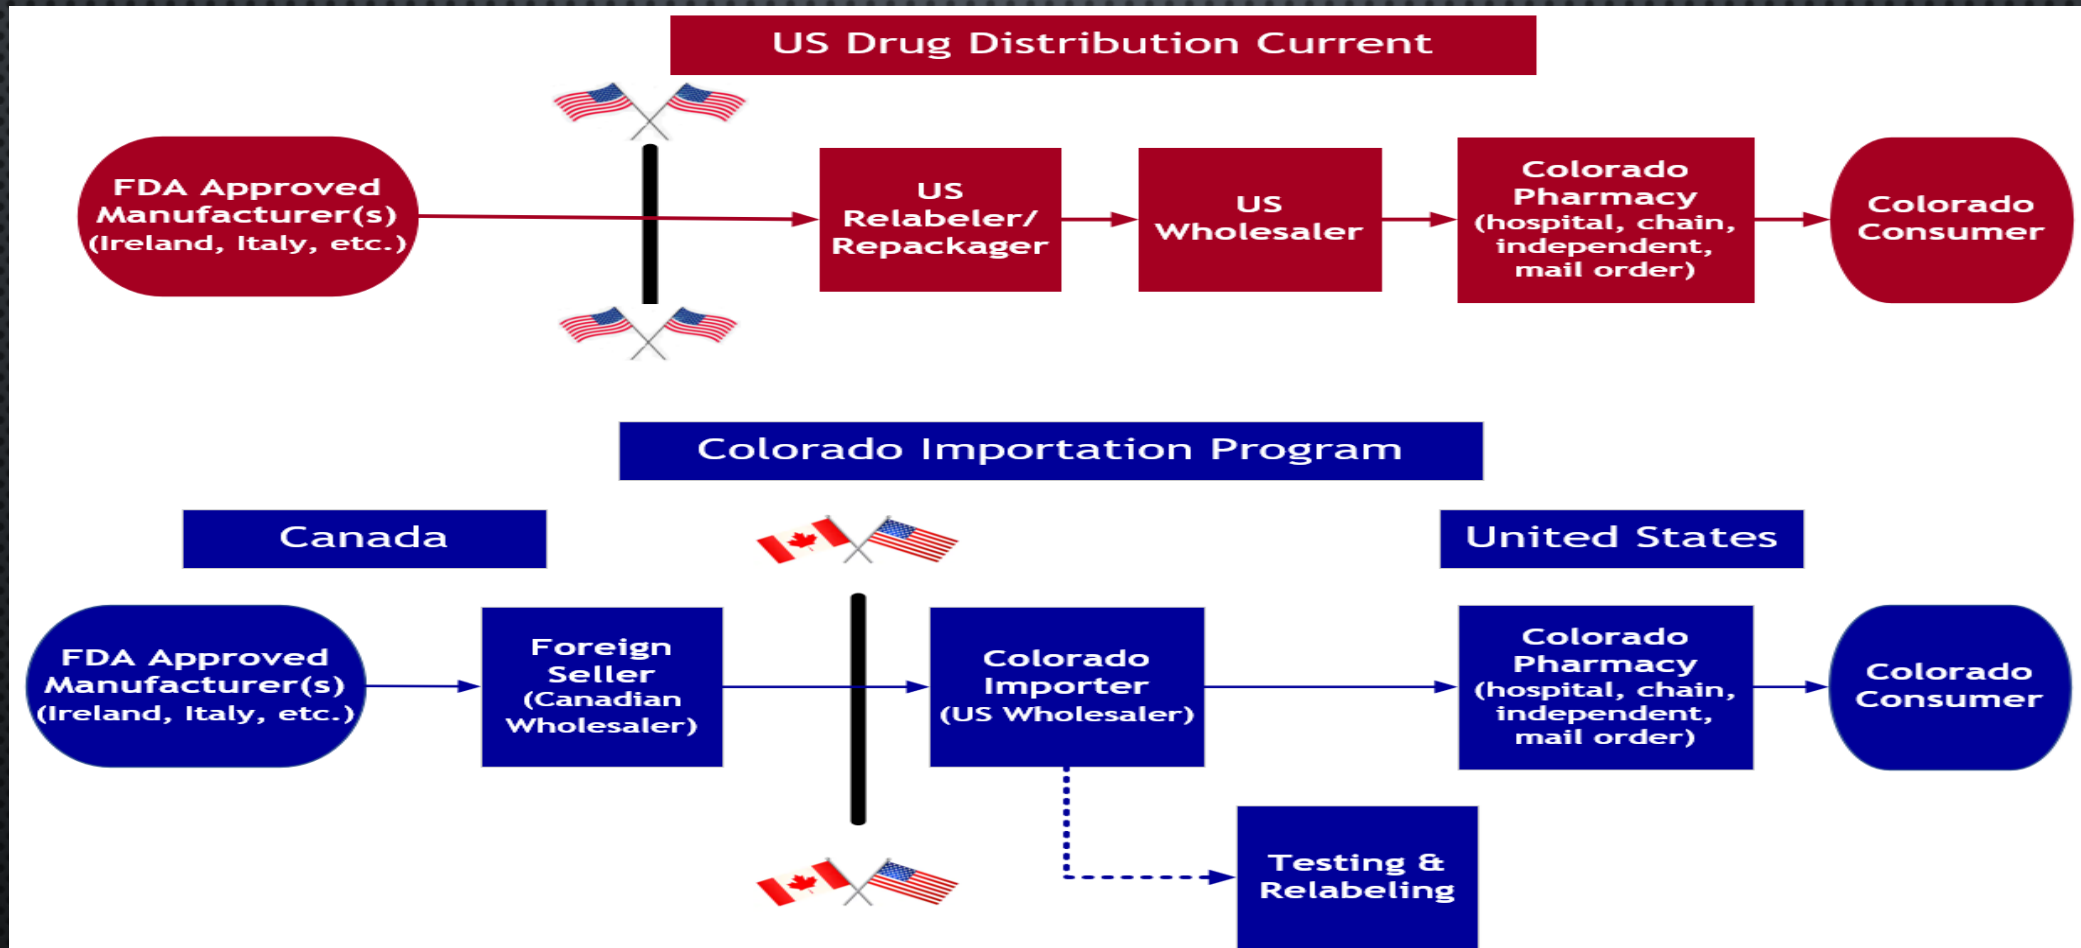 US Drug Distribution Current
FDA Approved
Manufacturer(s)
(Ireland, Italy, etc.)
US
Relabeler/
Repackager
US
Wholesaler
Colorado
Pharmacy
(hospital, chain,
independent,
mail order)
Colorado
Consumer
Colorado Importation Program
Canada
United States
FDA Approved
Manufacturer(s)
(Ireland, Italy, etc.)
Foreign
Seller
(Canadian
Wholesaler)
Colorado
Importer
(US Wholesaler)
Colorado
Pharmacy
(hospital, chain,
independent,
mail order)
Colorado
Consumer
Testing &
Relabeling